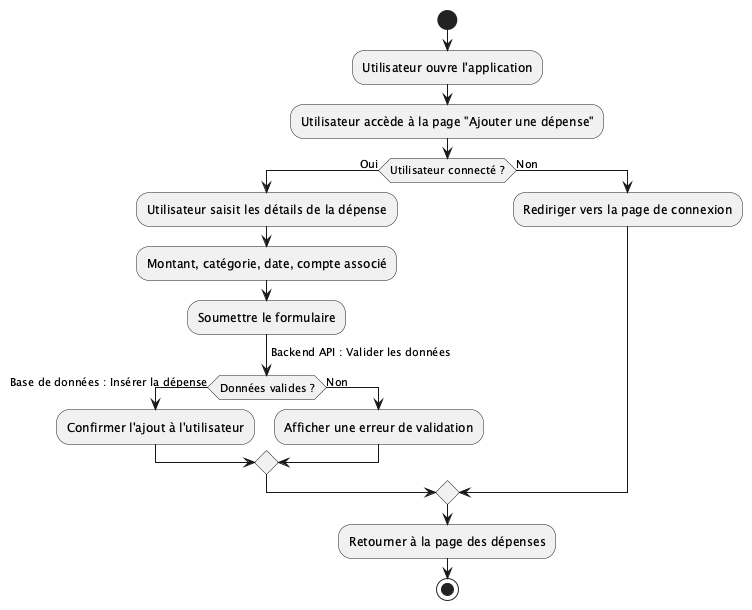 Utilisateur ouvre l'application
Utilisateur accède à la page "Ajouter une dépense"
Oui
Utilisateur connecté ?
Non
Utilisateur saisit les détails de la dépense
Rediriger vers la page de connexion
Montant, catégorie, date, compte associé
Soumettre le formulaire
Backend API : Valider les données
Base de données : Insérer la dépense
Données valides ?
Non
Confirmer l'ajout à l'utilisateur
Afficher une erreur de validation
Retourner à la page des dépenses